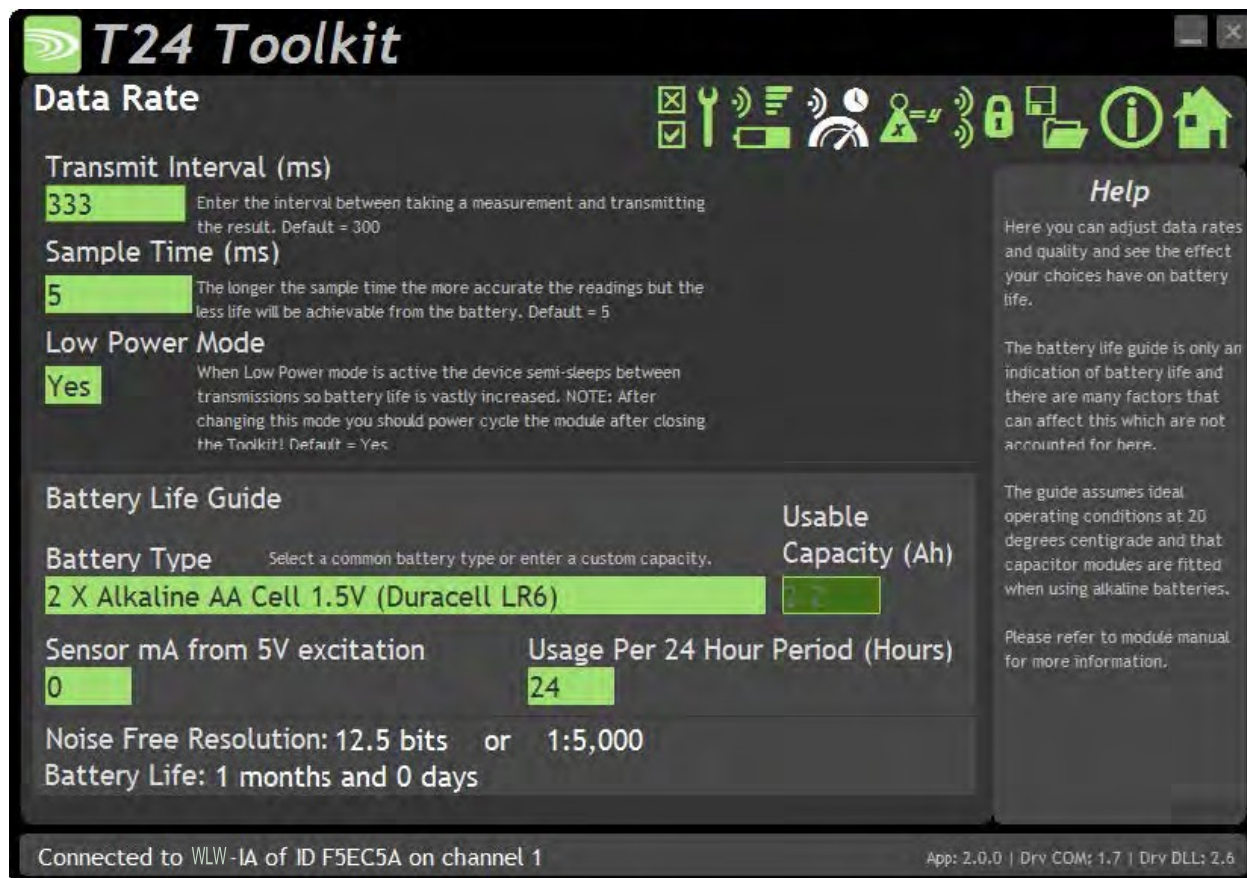 T24 Toolkit
Data Rate
x
=y
Transmit Interval (ms)
333
Enter the interval between taking a measurement and transmitting
the result. Default = 300
Sample Time (ms)
5
The longer the sample time the more accurate the readings but the
less life will be achievable from the battery. Default = 5
Low Power Mode
Yes
When Low Power mode is active the device semi-sleeps between
transmissions so battery life is vastly increased. NOTE: After
changing this mode you should power cycle the module after closing
the Toolkit! Default = Yes
Battery Life Guide
Battery Type
Select a common battery type or enter a custom capacity.
Usable
Capacity (Ah)
2 X Alkaline AA Cell 1.5V (Duracell LR6)
2.2
Sensor mA from 5V excitation
0
Usage Per 24 Hour Period (Hours)
24
Noise Free Resolution: 12.5 bits or 1:5,000
Battery Life: 1 months and 0 days
Help
Here you can adjust data rates
and quality and see the effect
your choices have on battery
life.
The battery life guide is only an
indication of battery life and
there are many factors that
can affect this which are not
accounted for here.
The guide assumes ideal
operating conditions at 20
degrees centigrade and that
capacitor modules are fitted
when using alkaline batteries.
Please refer to module manual
for more information.
Connected to WLW-IA of ID F5EC5A on channel 1
App: 2.0.0 | Drv COM: 1.7 | Drv DLL: 2.6